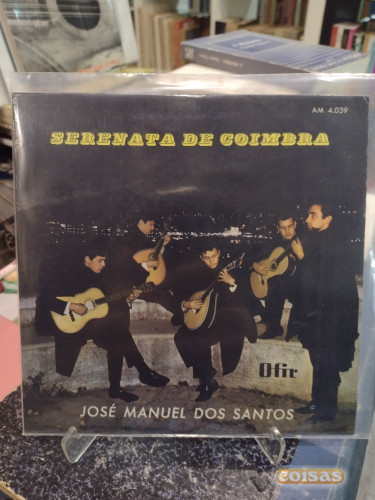 AM 4.039
SERENATA DE COIMBRA
Ofir
JOSÉ MANUEL DOS SANTOS
coisas